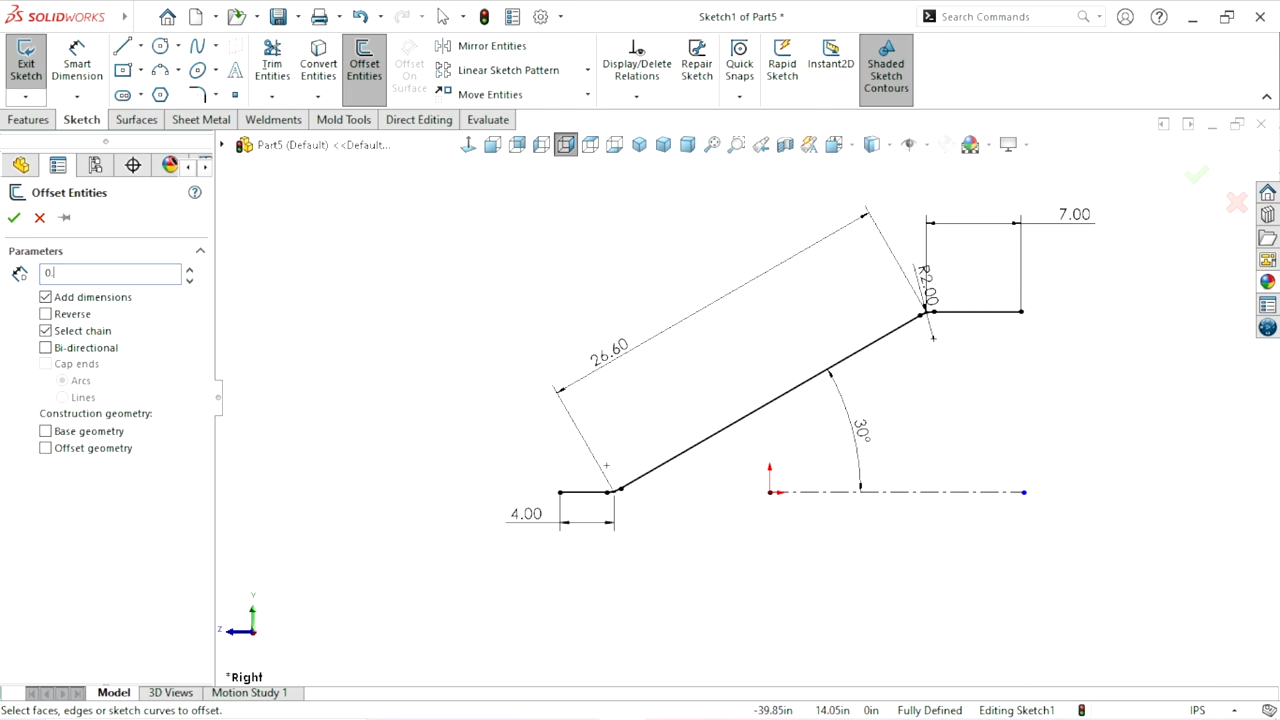 SOLIDWORKS
Sketch1 of Part5 *
Search Commands
Exit Sketch
Smart Dimension
Trim Entities
Convert Entities
Offset Entities
Offset On Surface
Mirror Entities
Linear Sketch Pattern
Move Entities
Display/Delete Relations
Repair Sketch
Quick Snaps
Rapid Sketch
Instant2D
Shaded Sketch Contours
Features
Sketch
Surfaces
Sheet Metal
Weldments
Mold Tools
Direct Editing
Evaluate
Part5 (Default) <<Default...
Offset Entities
Parameters
0.
Add dimensions
Reverse
Select chain
Bi-directional
Cap ends
Arcs
Lines
Construction geometry:
Base geometry
Offset geometry
7.00
R2.00
26.60
30°
4.00
Y
Z
*Right
Model
3D Views
Motion Study 1
Select faces, edges or sketch curves to offset.
-39.85in
14.05in
0in
Fully Defined
Editing Sketch1
IPS